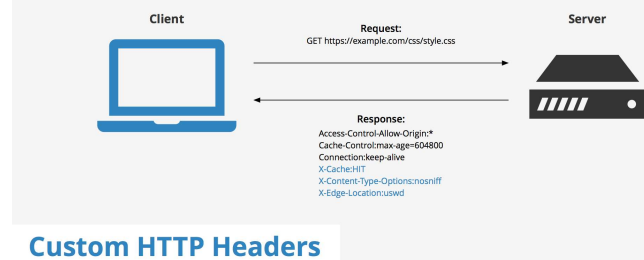 Client
Request:
GET https://example.com/css/style.css
Server
Response:
Access-Control-Allow-Origin:*
Cache-Control:max-age=604800
Connection:keep-alive
X-Cache:HIT
X-Content-Type-Options:nosniff
X-Edge-Location:uswd
Custom HTTP Headers